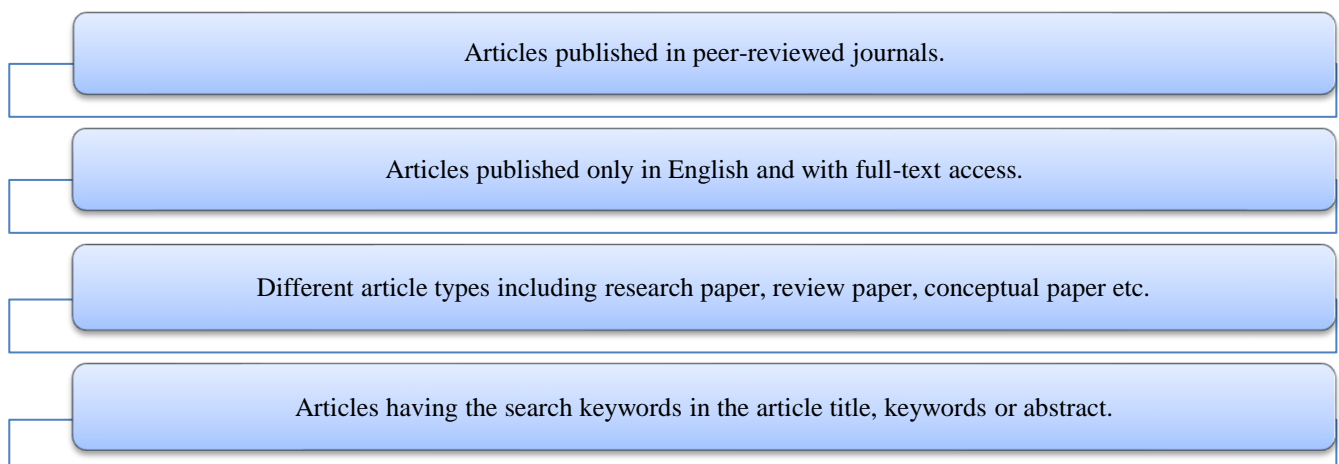 Articles published in peer-reviewed journals.
Articles published only in English and with full-text access.
Different article types including research paper, review paper, conceptual paper etc.
Articles having the search keywords in the article title, keywords or abstract.